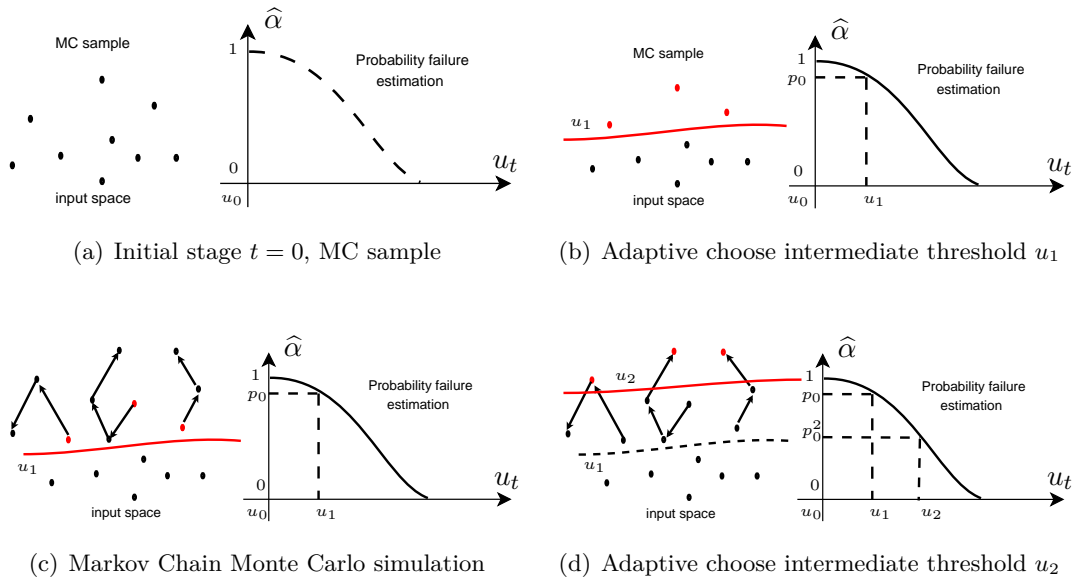 MC sample
input space
α̂
1
Probability failure
estimation
0
u_t
u_0
(a) Initial stage t = 0, MC sample
MC sample
u_1
input space
α̂
1
p_0
Probability failure
estimation
0
u_t
u_0
u_1
(b) Adaptive choose intermediate threshold u_1
u_1
input space
α̂
1
p_0
Probability failure
estimation
0
u_t
u_0
u_1
(c) Markov Chain Monte Carlo simulation
u_2
u_1
input space
α̂
1
p_0
p_0^2
Probability failure
estimation
0
u_t
u_0
u_1
u_2
(d) Adaptive choose intermediate threshold u_2